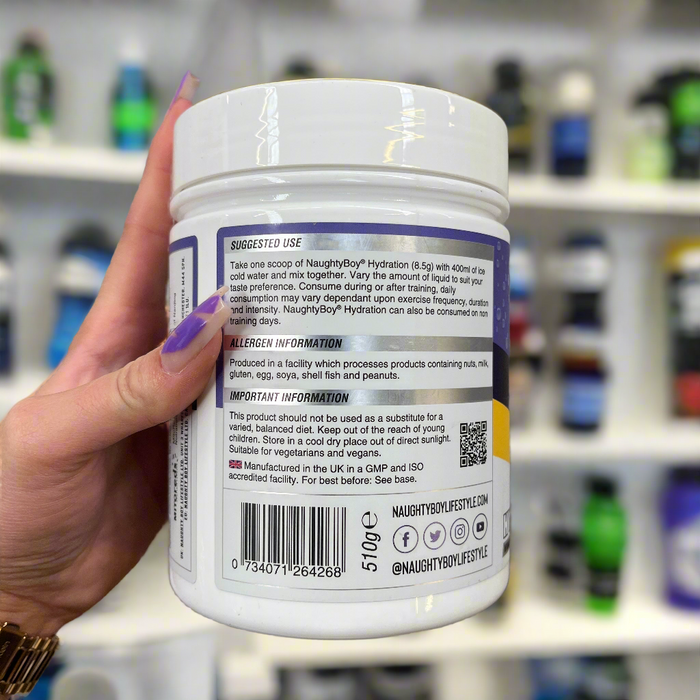 SUGGESTED USE
Take one scoop of NaughtyBoy® Hydration (8.5g) with 400ml of ice
cold water and mix together. Vary the amount of liquid to suit your
taste preference. Consume during or after training, daily
consumption may vary dependant upon exercise frequency, duration
and intensity. NaughtyBoy® Hydration can also be consumed on non
training days.
ALLERGEN INFORMATION
Produced in a facility which processes products containing nuts, milk,
gluten, egg, soya, shell fish and peanuts.
IMPORTANT INFORMATION
This product should not be used as a substitute for a
varied, balanced diet. Keep out of the reach of young
children. Store in a cool dry place out of direct sunlight.
Suitable for vegetarians and vegans.
Manufactured in the UK in a GMP and ISO
accredited facility. For best before: See base.
0 734071 264268
510g e
NAUGHTYBOYLIFESTYLE.COM
@NAUGHTYBOYLIFESTYLE